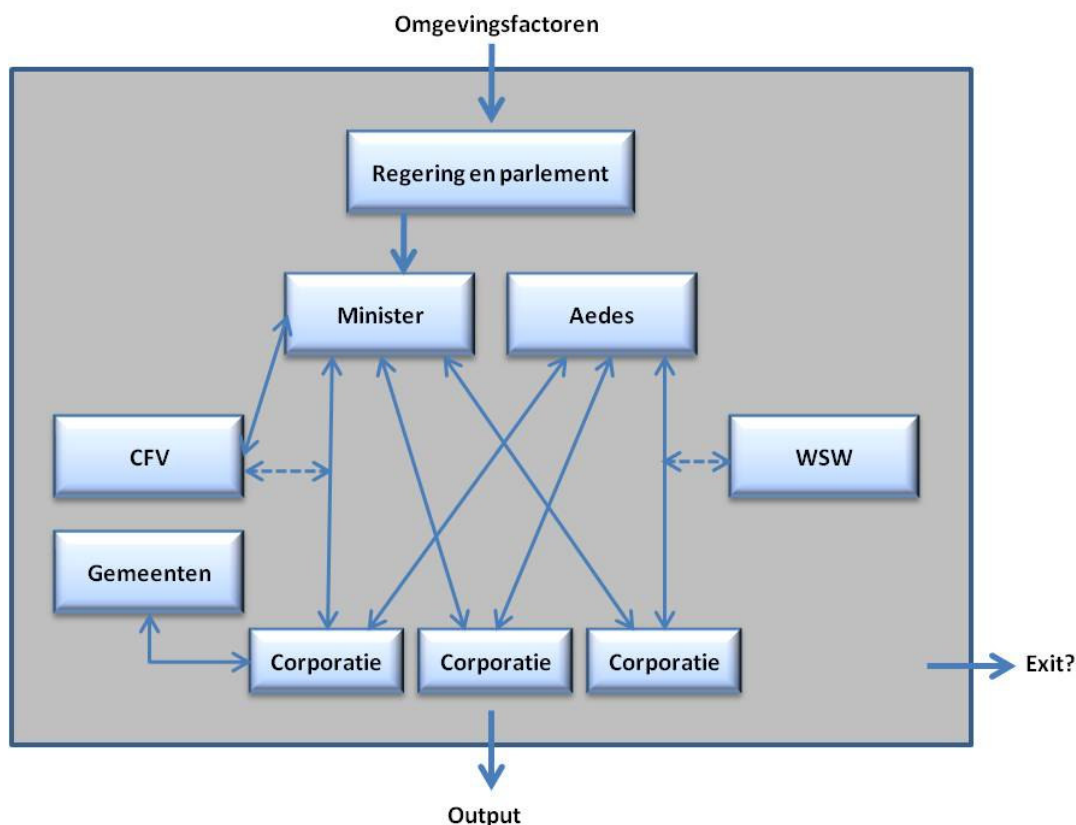 Omgevingsfactoren
Regering en parlement
Minister
Aedes
CFV
WSW
Gemeenten
Corporatie
Corporatie
Corporatie
Exit?
Output